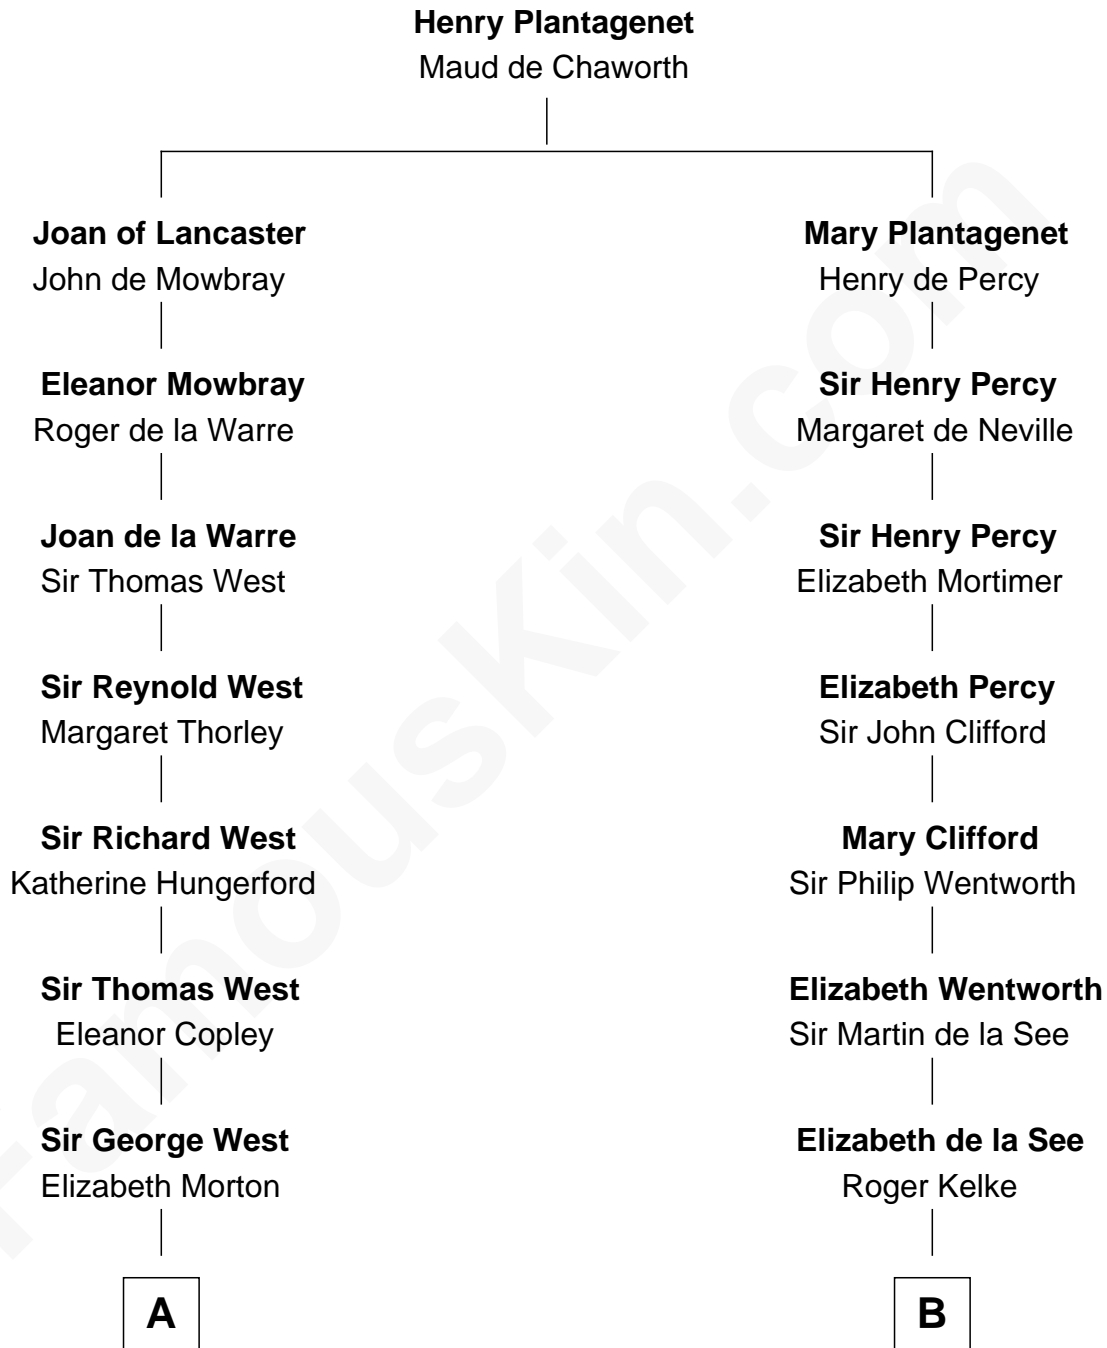 Henry Plantagenet
Maud de Chaworth
Joan of Lancaster
John de Mowbray
Mary Plantagenet
Henry de Percy
Eleanor Mowbray
Roger de la Warre
Sir Henry Percy
Margaret de Neville
Joan de la Warre
Sir Thomas West
Sir Henry Percy
Elizabeth Mortimer
Sir Reynold West
Margaret Thorley
Elizabeth Percy
Sir John Clifford
Sir Richard West
Katherine Hungerford
Mary Clifford
Sir Philip Wentworth
Sir Thomas West
Eleanor Copley
Elizabeth Wentworth
Sir Martin de la See
Sir George West
Elizabeth Morton
Elizabeth de la See
Roger Kelke
A
B
FamousKin.com